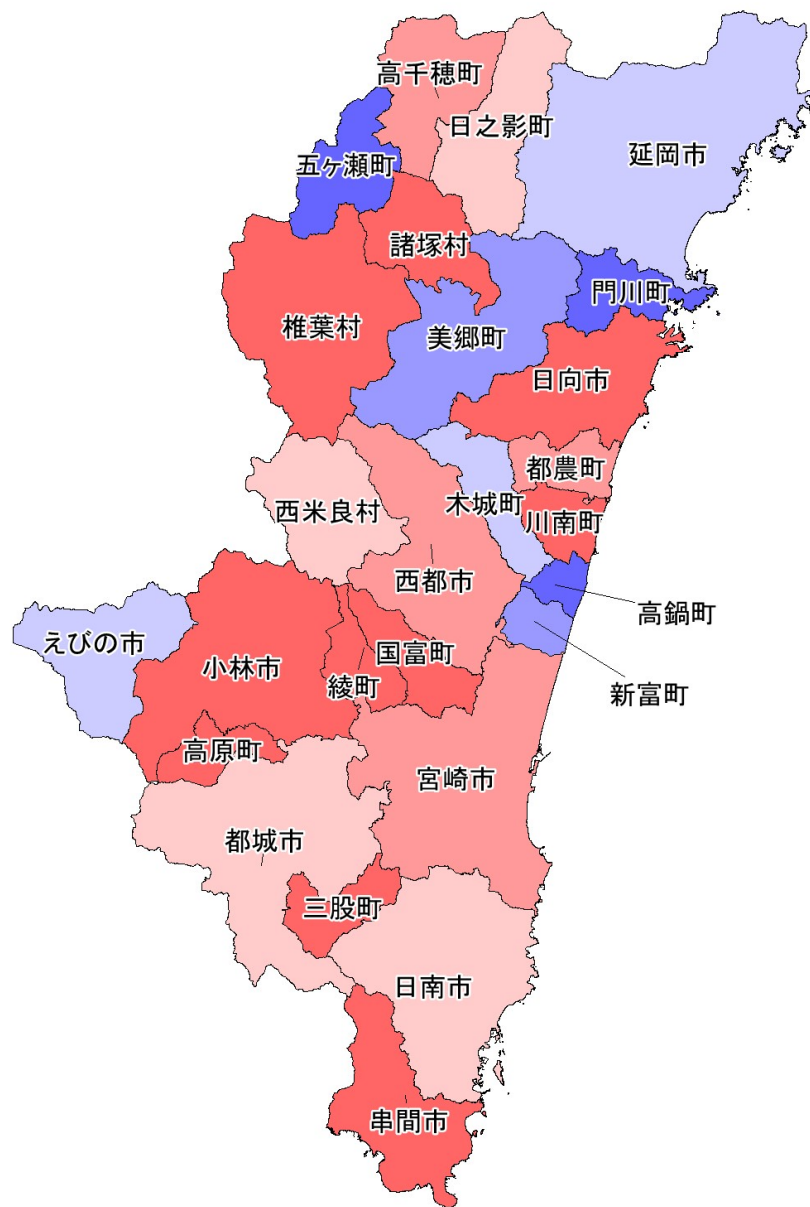 高千穂町
日之影町
延岡市
五ヶ瀬町
諸塚村
門川町
椎葉村
美郷町
日向市
都農町
西米良村
木城町
川南町
西都市
高鍋町
えびの市
小林市
国富町
綾町
新富町
高原町
宮崎市
都城市
三股町
日南市
串間市